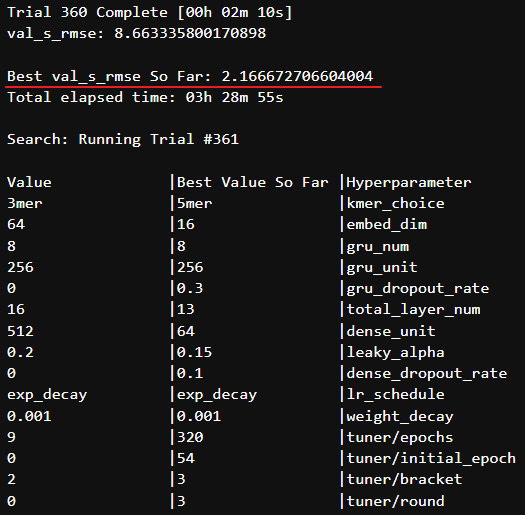 Trial 360 Complete [00h 02m 10s]
val_s_rmse: 8.663335800170898
Best val_s_rmse So Far: 2.166672706604004
Total elapsed time: 03h 28m 55s
Search: Running Trial #361
Value |Best Value So Far |Hyperparameter
3mer |5mer |kmer_choice
64 |16 |embed_dim
8 |8 |gru_num
256 |256 |gru_unit
0 |0.3 |gru_dropout_rate
16 |13 |total_layer_num
512 |64 |dense_unit
0.2 |0.15 |leaky_alpha
0 |0.1 |dense_dropout_rate
exp_decay |exp_decay |lr_schedule
0.001 |0.001 |weight_decay
9 |320 |tuner/epochs
0 |54 |tuner/initial_epoch
2 |3 |tuner/bracket
0 |3 |tuner/round